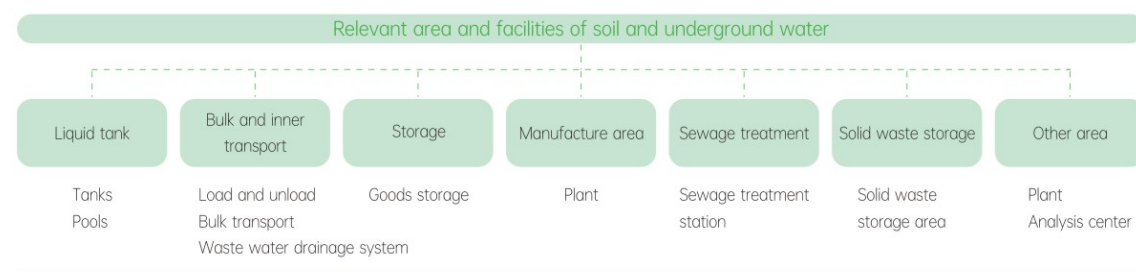 Relevant area and facilities of soil and underground water
Liquid tank
Bulk and inner
transport
Storage
Manufacture area
Sewage treatment
Solid waste storage
Other area
Tanks
Pools
Load and unload
Bulk transport
Waste water drainage system
Goods storage
Plant
Sewage treatment
station
Solid waste
storage area
Plant
Analysis center